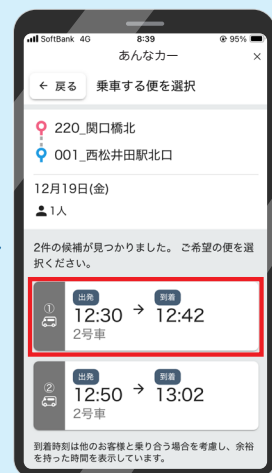 SoftBank 4G 8:39 @ 95%
あんなカー ×
← 戻る 乗車する便を選択
220_関口橋北
001_西松井田駅北口
12月19日(金)
1人
2件の候補が見つかりました。 ご希望の便を選
択ください。
出発 到着
① 12:30 → 12:42
2号車
出発 到着
② 12:50 → 13:02
2号車
到着時刻は他のお客様と乗り合う場合を考慮し、余裕
を持った時間を表示しています。